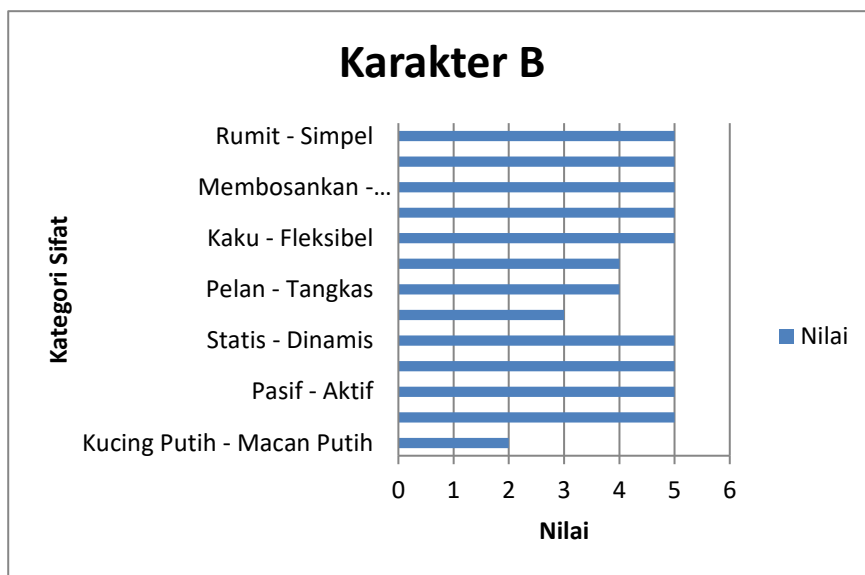 Karakter B
Kategori Sifat
Rumit - Simpel
Membosankan -...
Kaku - Fleksibel
Pelan - Tangkas
Statis - Dinamis
Pasif - Aktif
Kucing Putih - Macan Putih
0 1 2 3 4 5 6
Nilai
Nilai